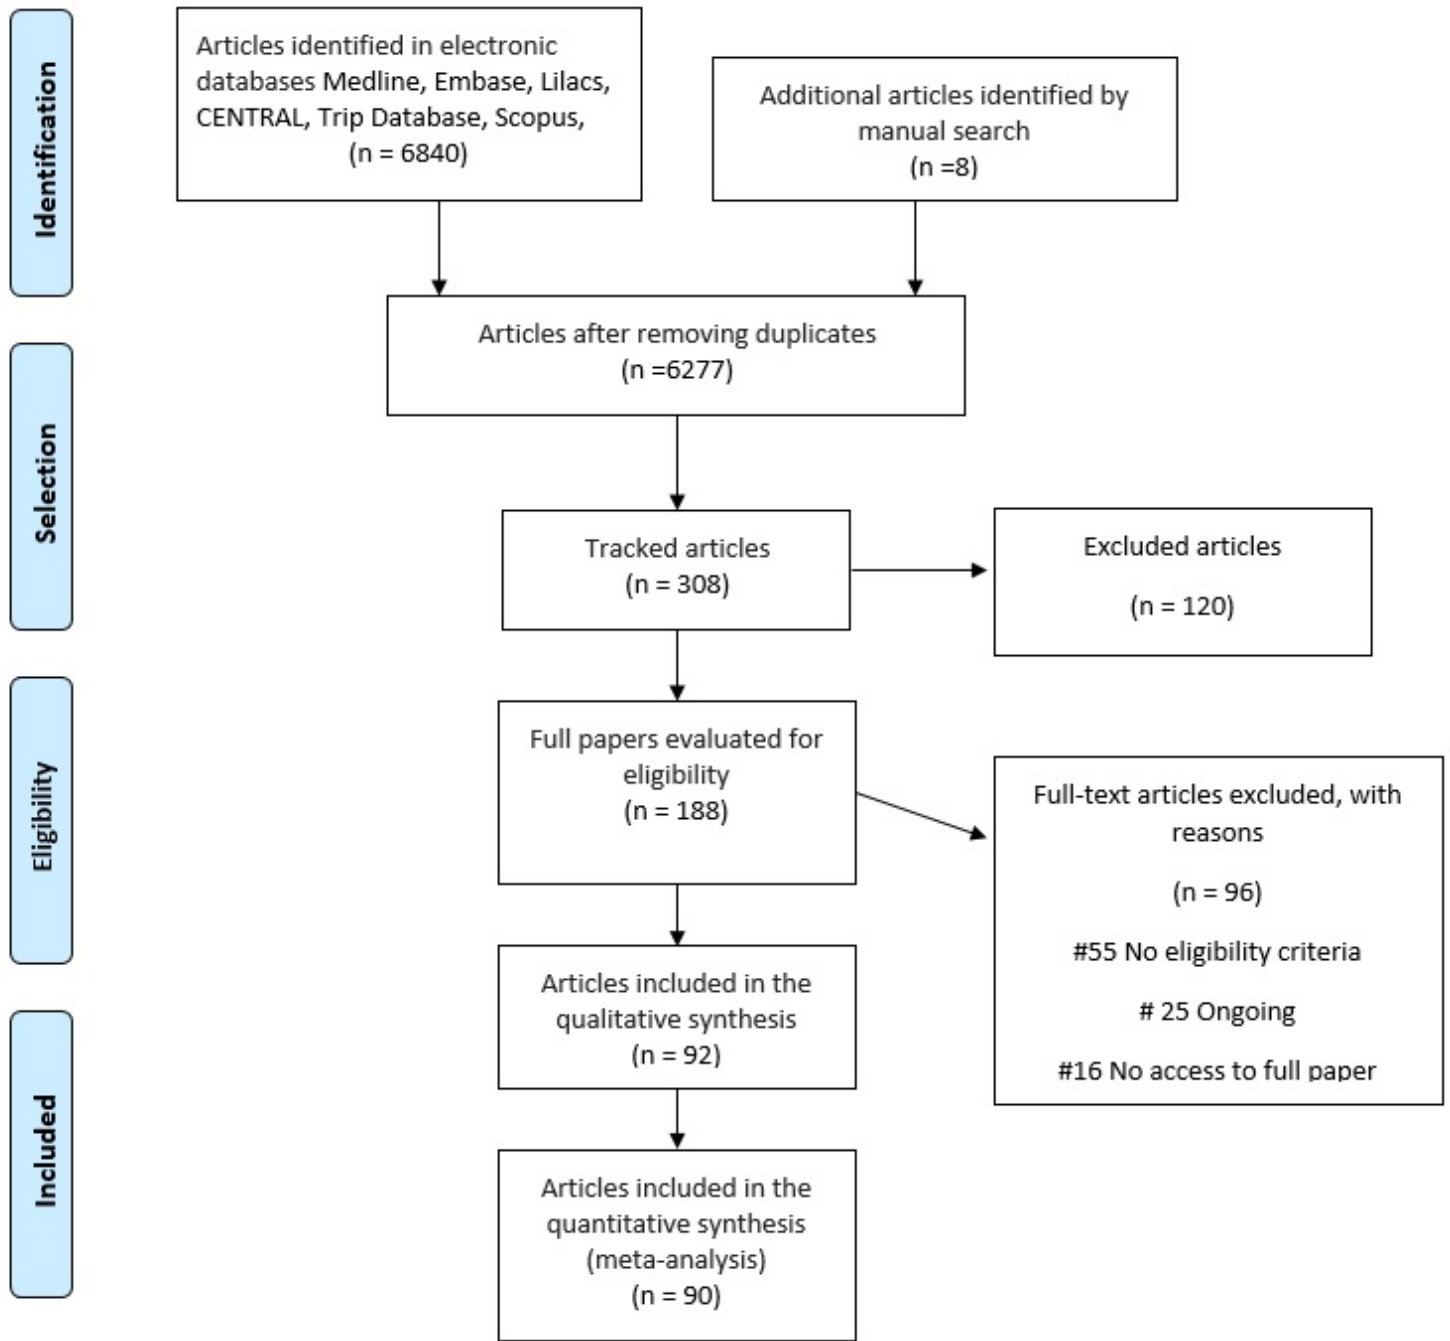 Identification
Articles identified in electronic
databases Medline, Embase, Lilacs,
CENTRAL, Trip Database, Scopus,
(n = 6840)
Additional articles identified by
manual search
(n =8)
Articles after removing duplicates
(n =6277)
Selection
Tracked articles
(n = 308)
Excluded articles
(n = 120)
Eligibility
Full papers evaluated for
eligibility
(n = 188)
Full-text articles excluded, with
reasons
(n = 96)
#55 No eligibility criteria
# 25 Ongoing
#16 No access to full paper
Included
Articles included in the
qualitative synthesis
(n = 92)
Articles included in the
quantitative synthesis
(meta-analysis)
(n = 90)